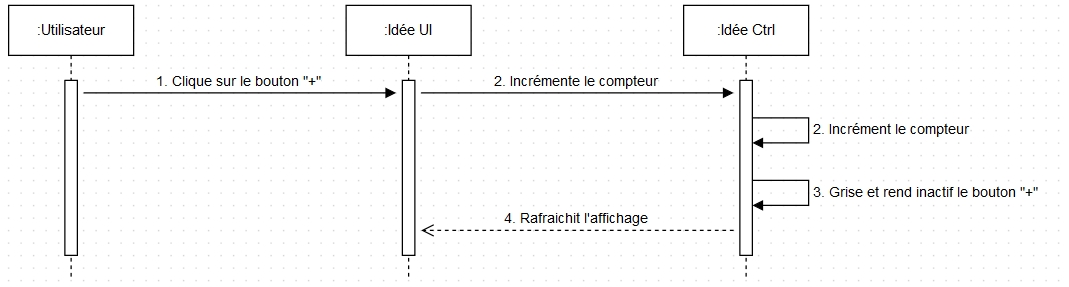 :Utilisateur
:Idée UI
:Idée Ctrl
1. Clique sur le bouton "+"
2. Incrémente le compteur
2. Incrément le compteur
3. Grise et rend inactif le bouton "+"
4. Rafraichit l'affichage